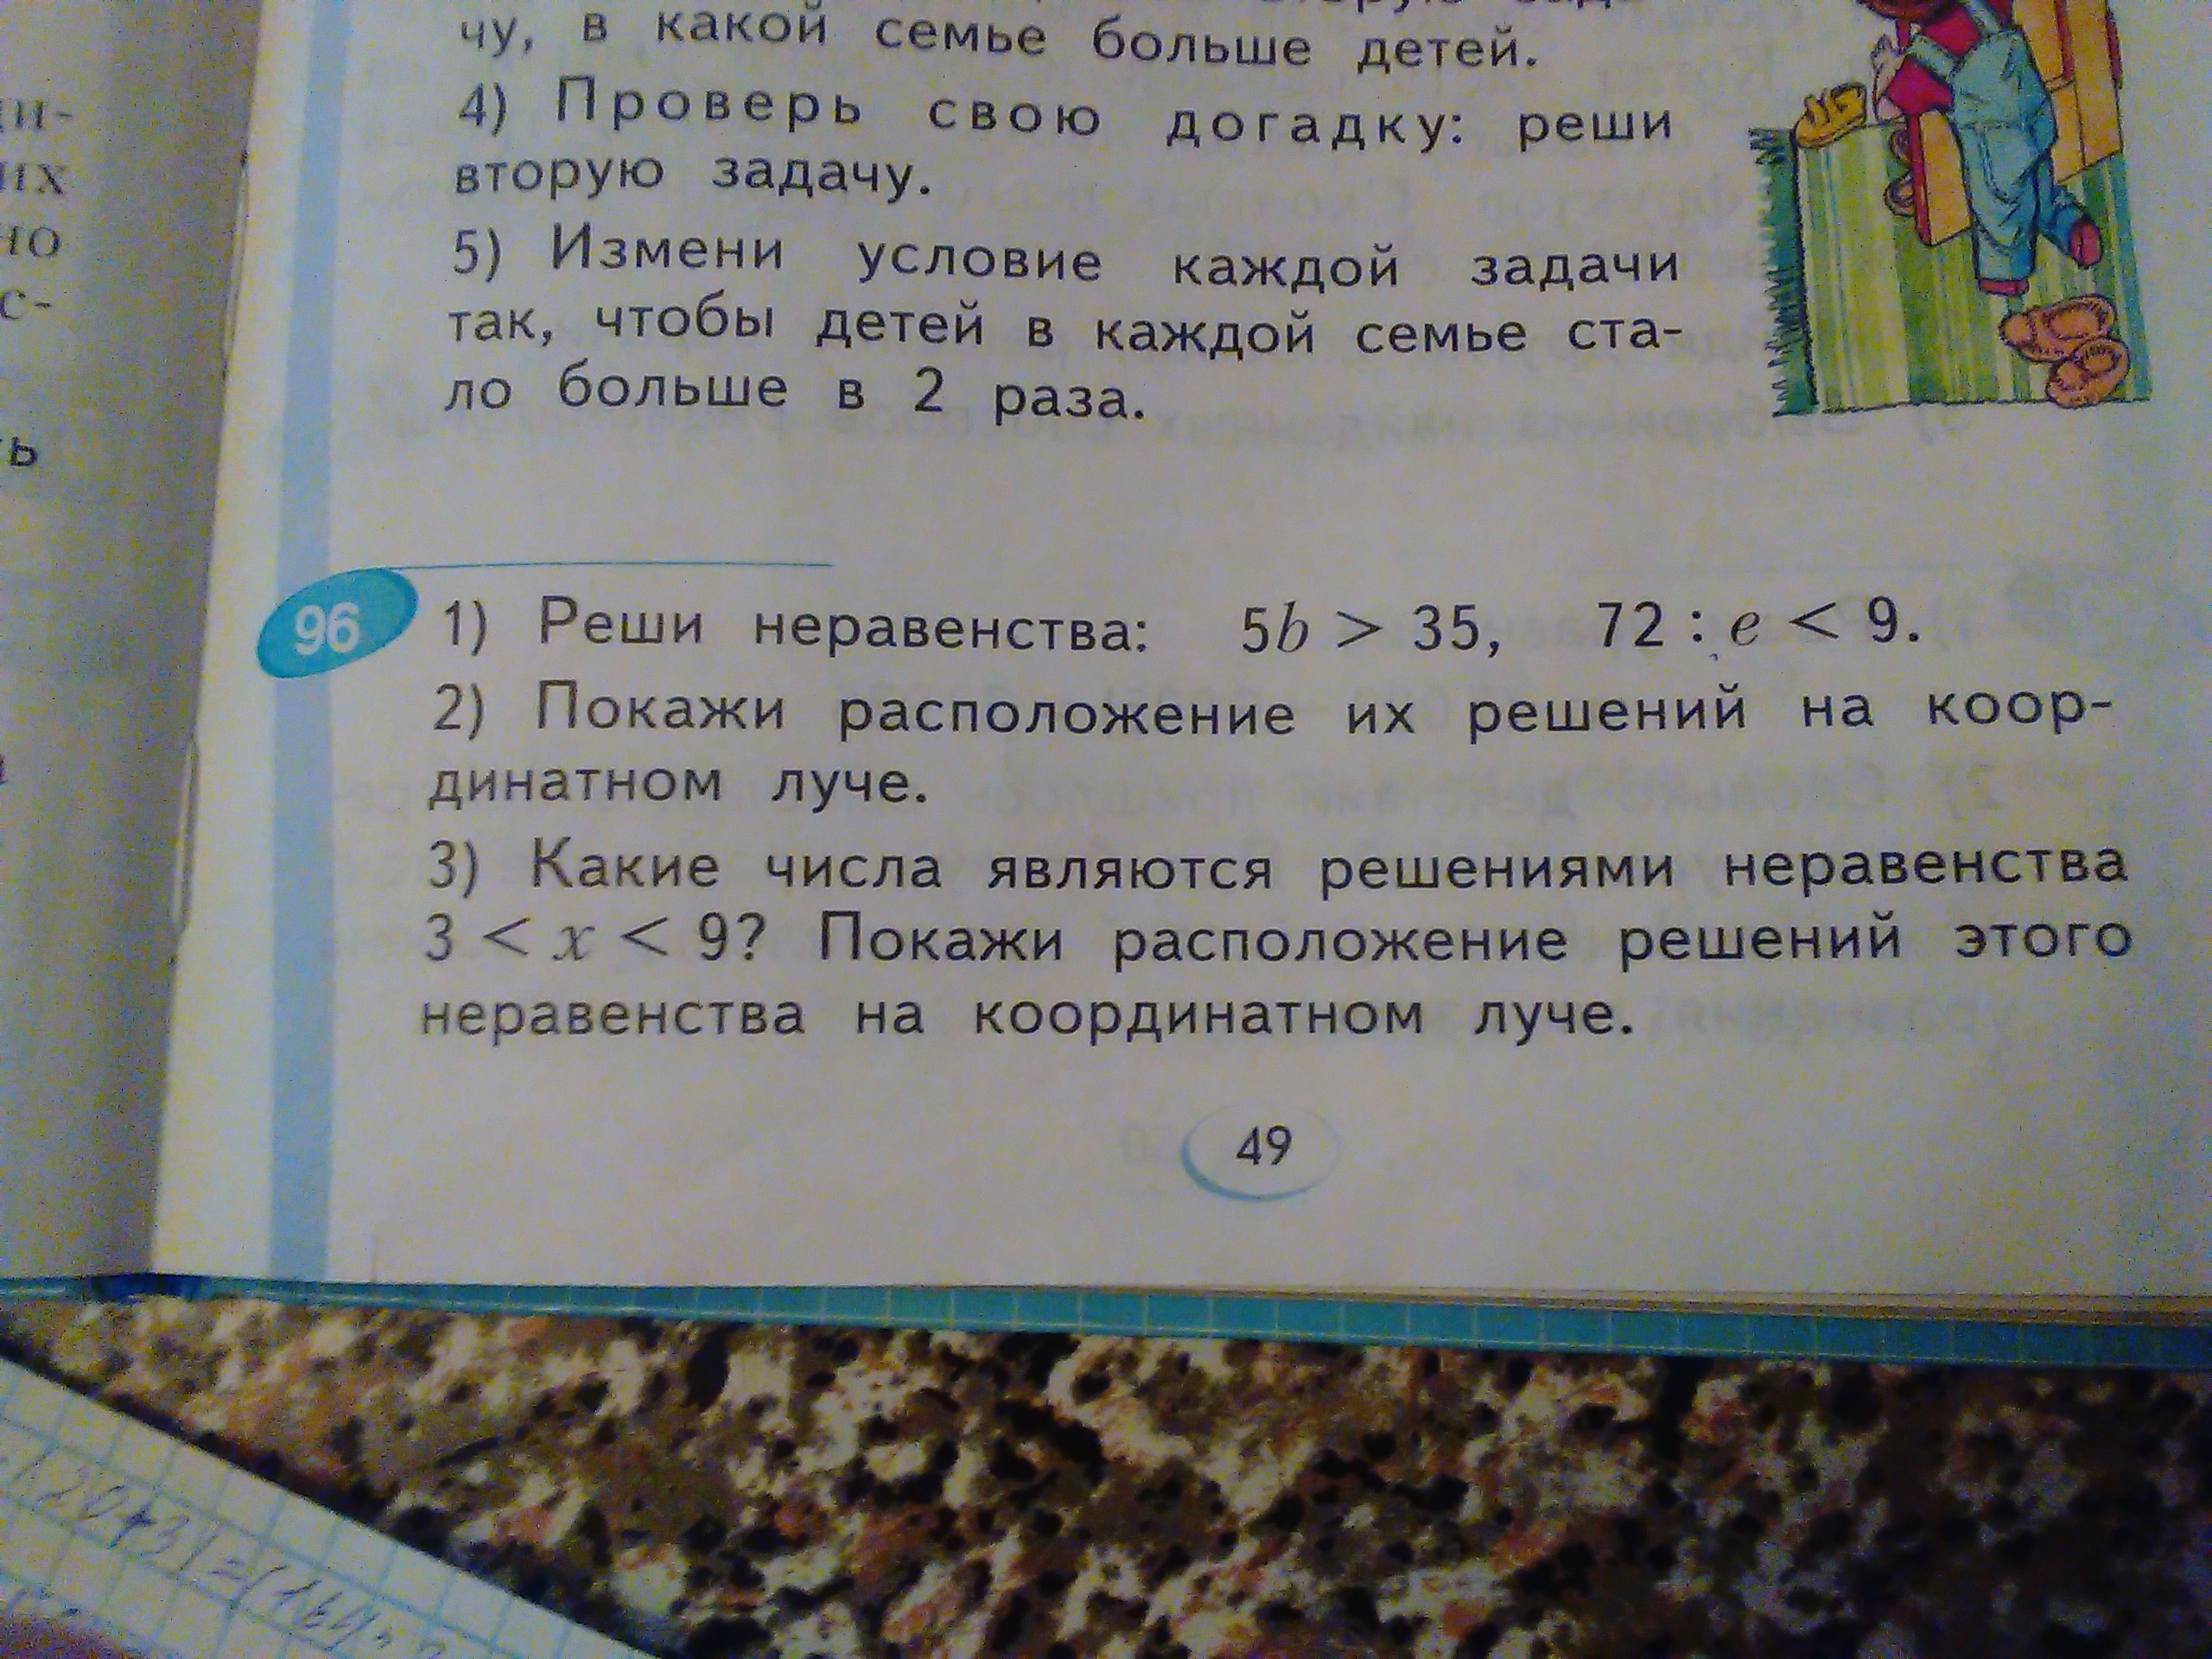 чу, в какой семье больше детей.
4) Проверь свою догадку: реши
вторую задачу.
5) Измени условие каждой задачи
так, чтобы детей в каждой семье ста-
ло больше в 2 раза.
96
1) Реши неравенства: 5b > 35, 72 : e < 9.
2) Покажи расположение их решений на коор-
динатном луче.
3) Какие числа являются решениями неравенства
3 < x < 9? Покажи расположение решений этого
неравенства на координатном луче.
49